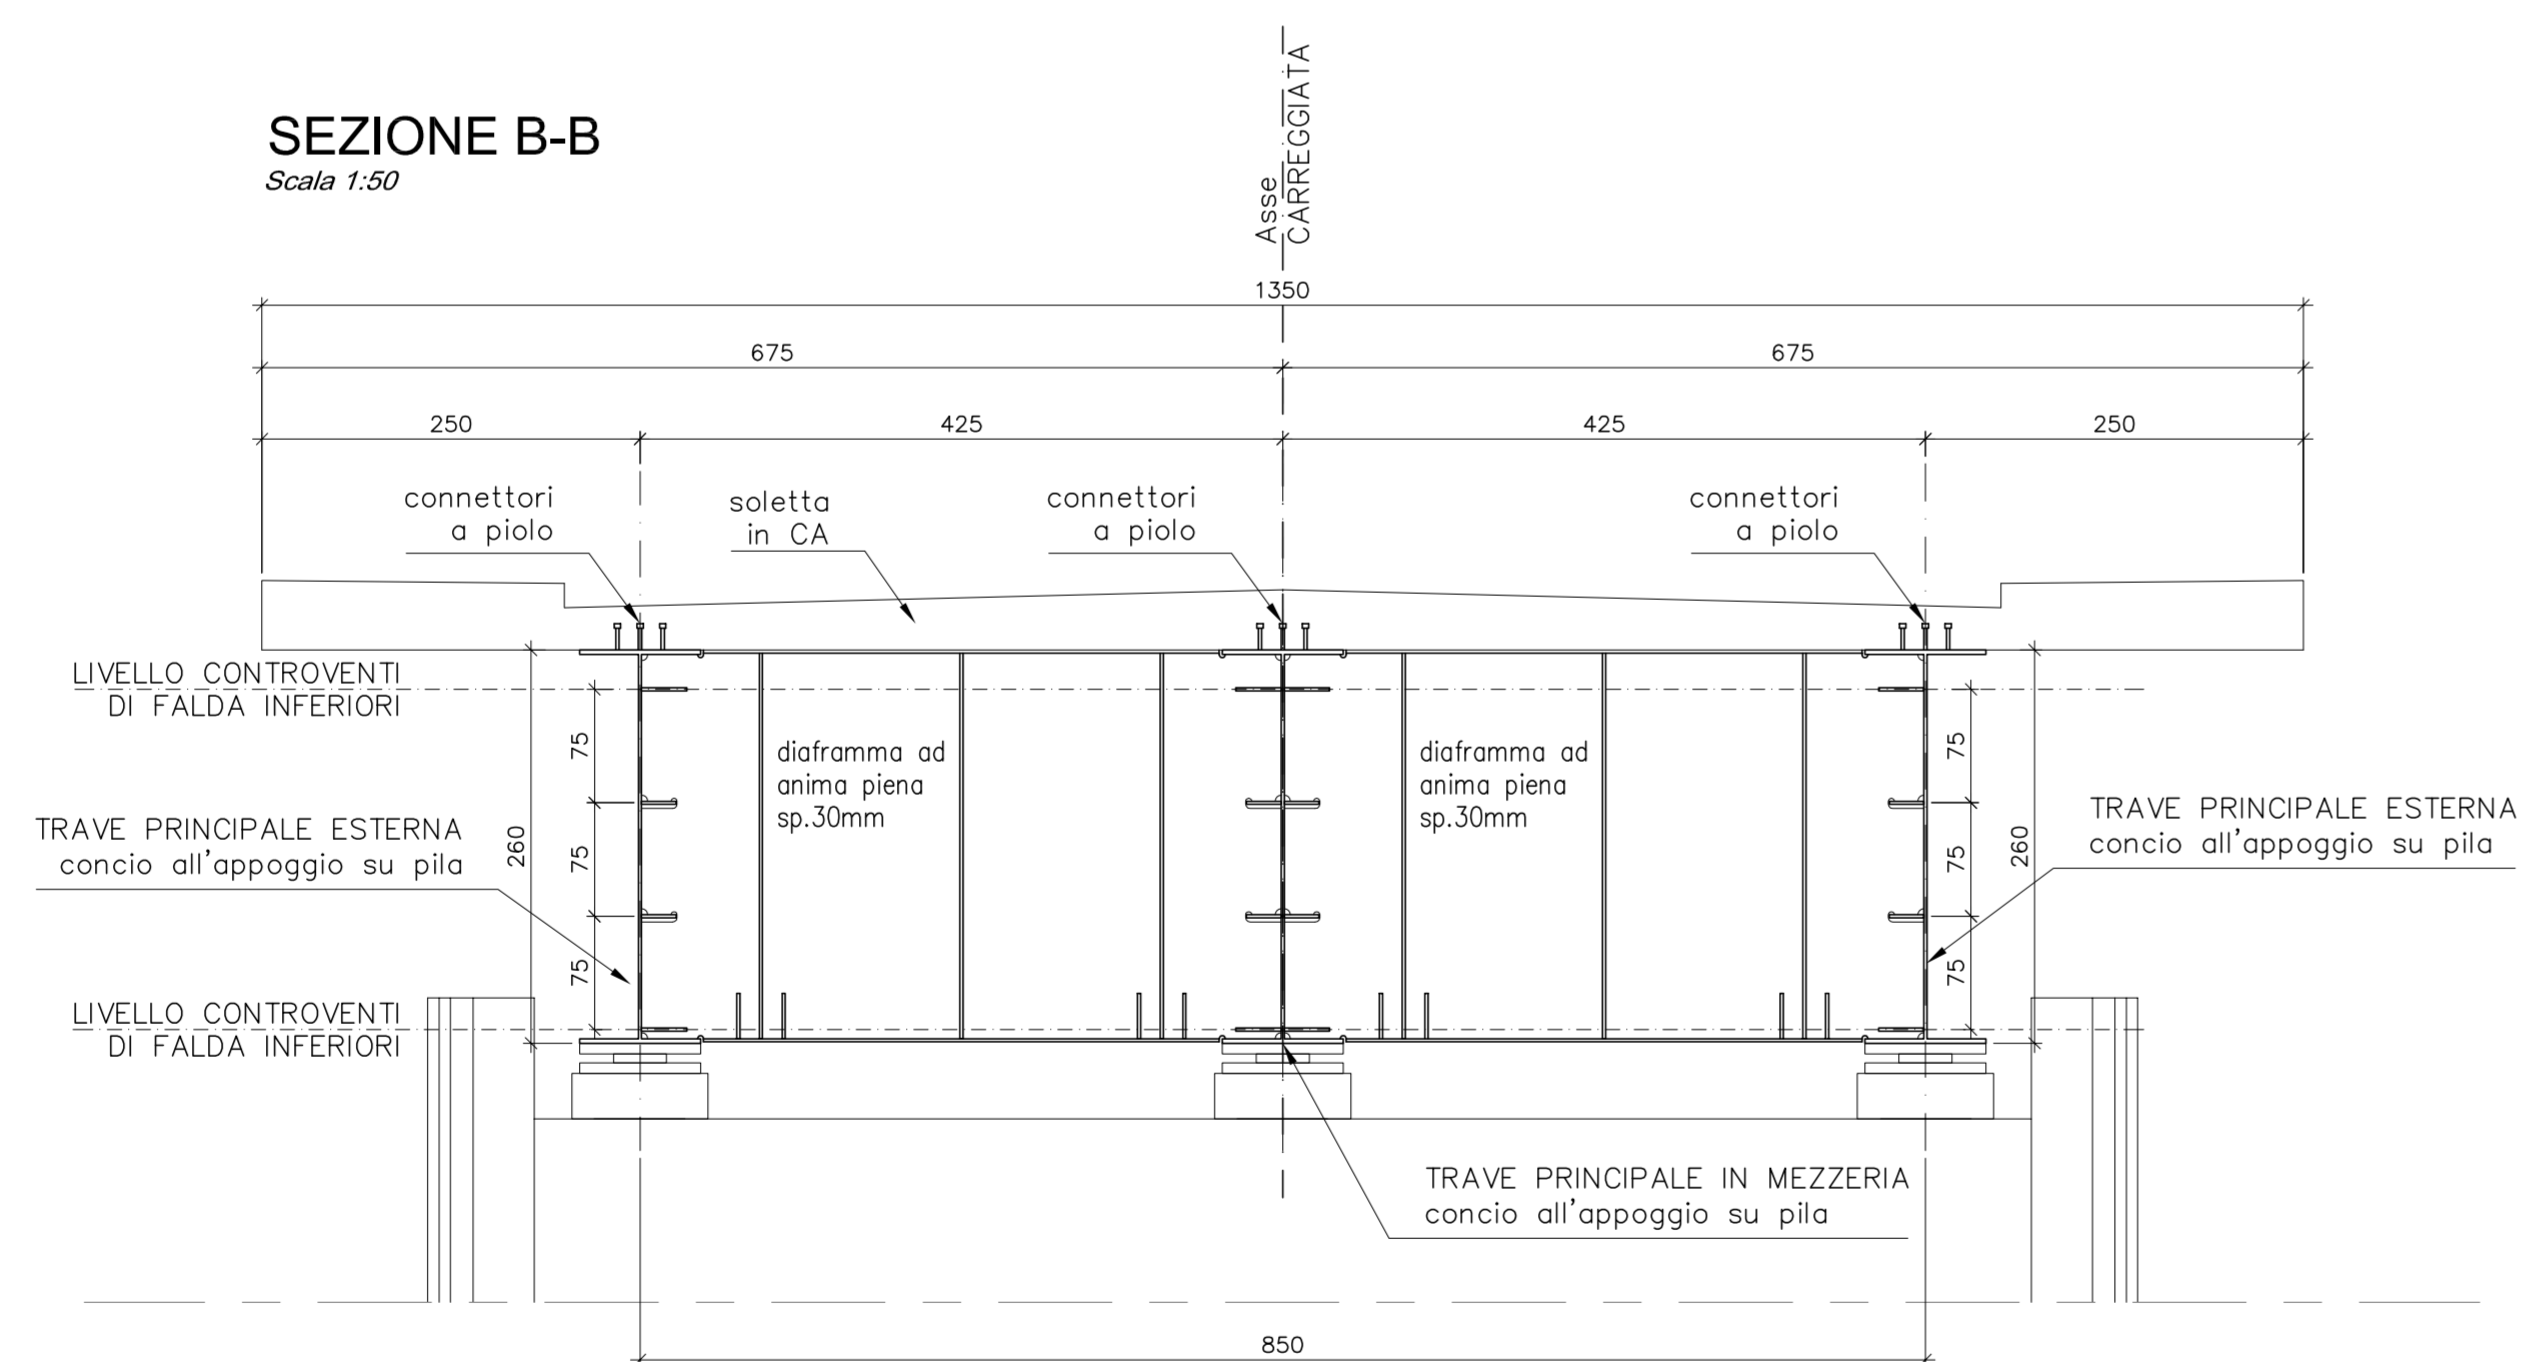 SEZIONE B-B
Scala 1:50
Asse
CARREGGIATA
1350
675
675
250
425
425
250
connettori
a piolo
soletta
in CA
connettori
a piolo
connettori
a piolo
LIVELLO CONTROVENTI
DI FALDA INFERIORI
75
75
75
260
diaframma ad
anima piena
sp.30mm
diaframma ad
anima piena
sp.30mm
75
75
75
260
TRAVE PRINCIPALE ESTERNA
concio all'appoggio su pila
TRAVE PRINCIPALE ESTERNA
concio all'appoggio su pila
LIVELLO CONTROVENTI
DI FALDA INFERIORI
TRAVE PRINCIPALE IN MEZZERIA
concio all'appoggio su pila
850